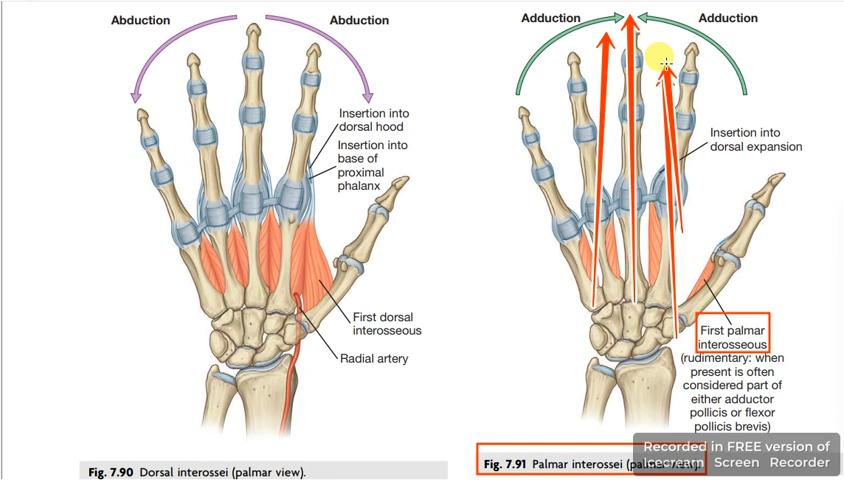 Abduction
Abduction
Insertion into
dorsal hood
Insertion into
base of
proximal
phalanx
First dorsal
interosseous
Radial artery
Fig. 7.90 Dorsal interossei (palmar view).
Adduction
Adduction
Insertion into
dorsal expansion
First palmar
interosseous
(rudimentary: when
present is often
considered part of
either adductor
pollicis or flexor
pollicis brevis)
Fig. 7.91 Palmar interossei (palmar view).
Recorded in FREE version of
Icecream Screen Recorder